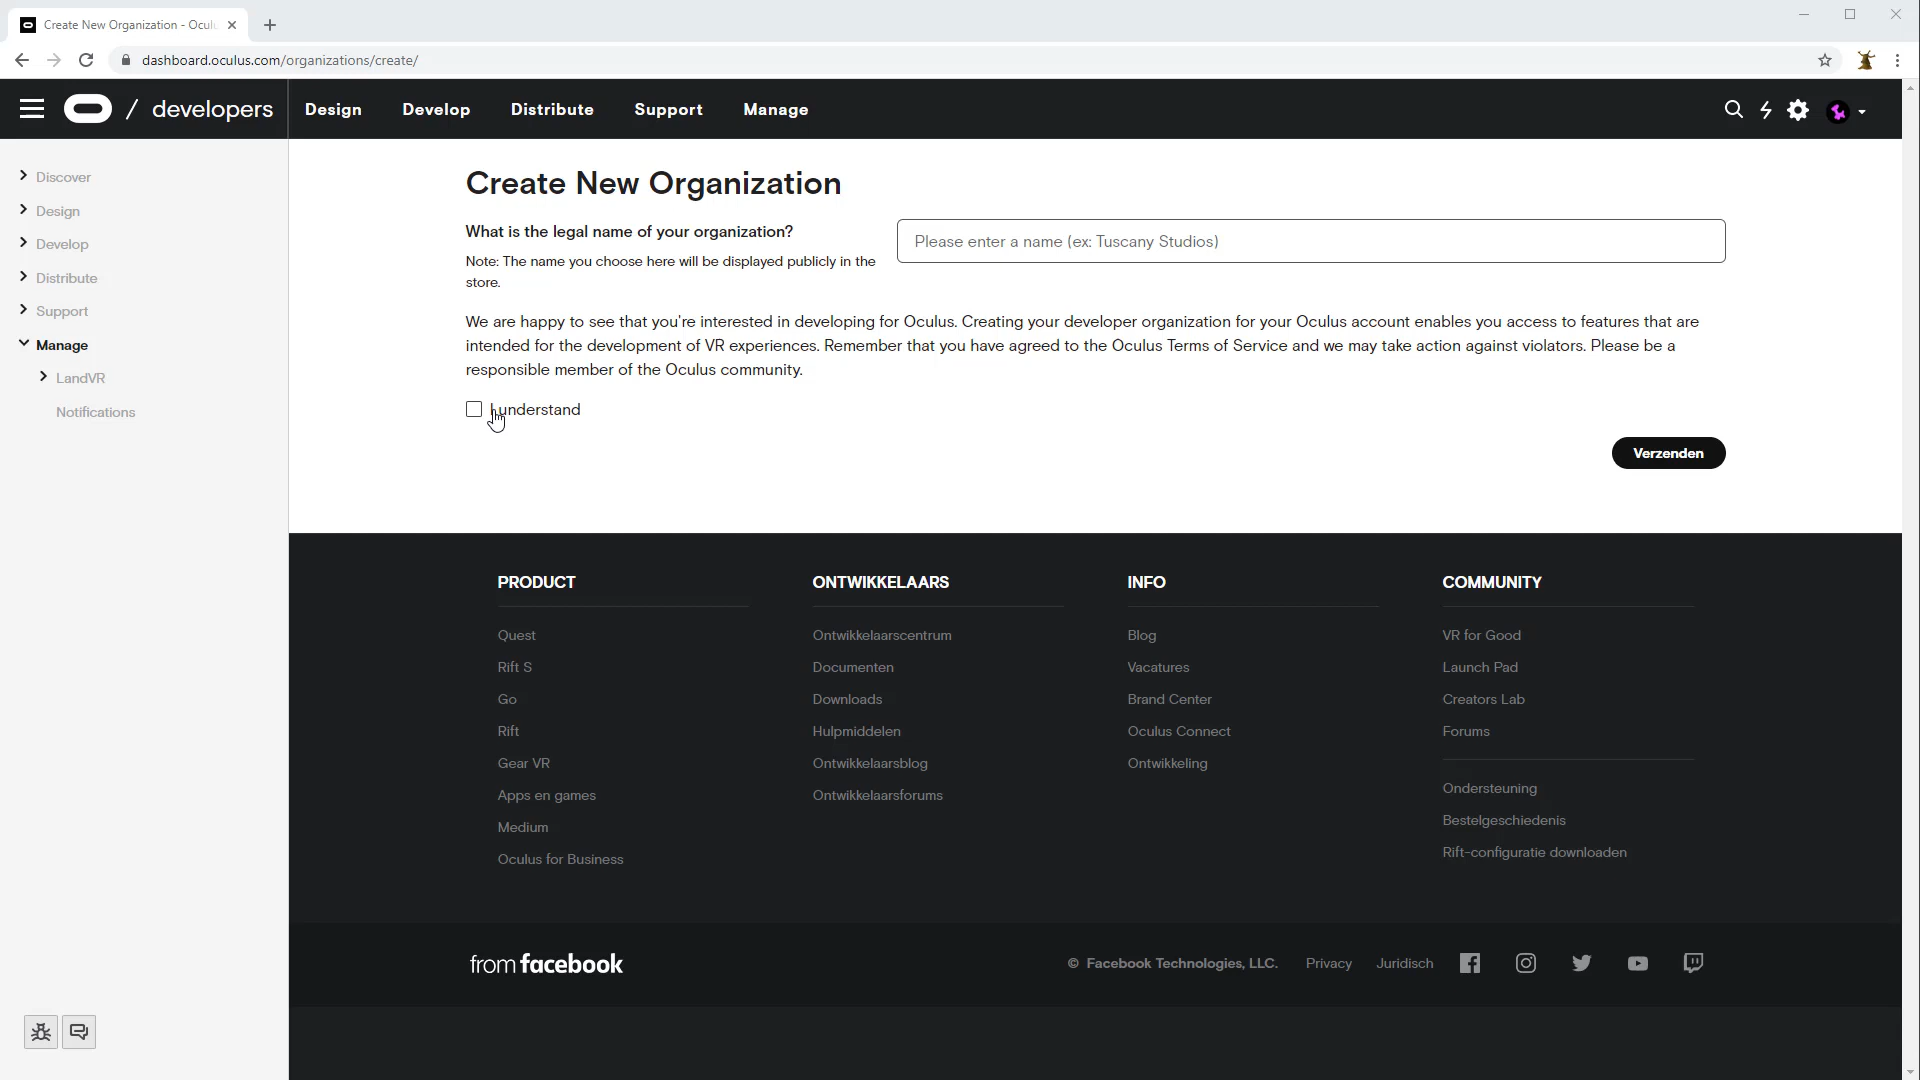 Create New Organization - Ocul
dashboard.oculus.com/organizations/create/
/ developers
Design
Develop
Distribute
Support
Manage
Discover
Design
Develop
Distribute
Support
Manage
LandVR
Notifications
Create New Organization
What is the legal name of your organization?
Note: The name you choose here will be displayed publicly in the
store.
Please enter a name (ex: Tuscany Studios)
We are happy to see that you're interested in developing for Oculus. Creating your developer organization for your Oculus account enables you access to features that are
intended for the development of VR experiences. Remember that you have agreed to the Oculus Terms of Service and we may take action against violators. Please be a
responsible member of the Oculus community.
I understand
Verzenden
PRODUCT
Quest
Rift S
Go
Rift
Gear VR
Apps en games
Medium
Oculus for Business
ONTWIKKELAARS
Ontwikkelaarscentrum
Documenten
Downloads
Hulpmiddelen
Ontwikkelaarsblog
Ontwikkelaarsforums
INFO
Blog
Vacatures
Brand Center
Oculus Connect
Ontwikkeling
COMMUNITY
VR for Good
Launch Pad
Creators Lab
Forums
Ondersteuning
Bestelgeschiedenis
Rift-configuratie downloaden
from facebook
© Facebook Technologies, LLC.
Privacy
Juridisch